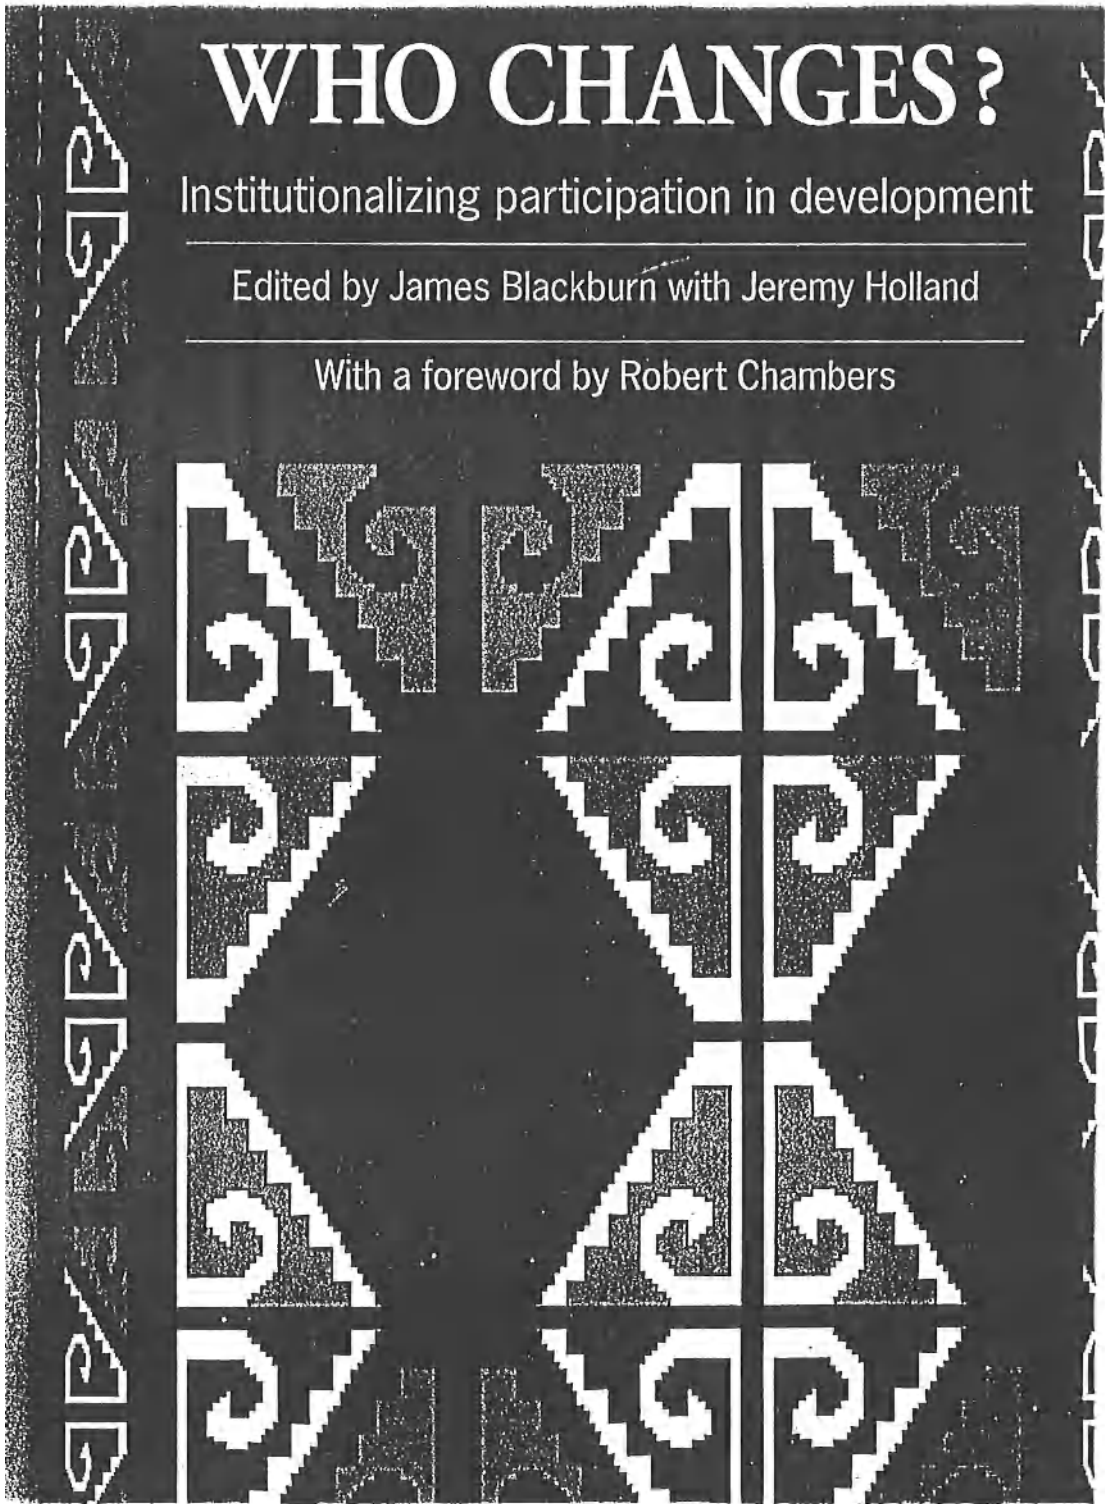 WHO CHANGES?
Institutionalizing participation in development
Edited by James Blackburn with Jeremy Holland
With a foreword by Robert Chambers